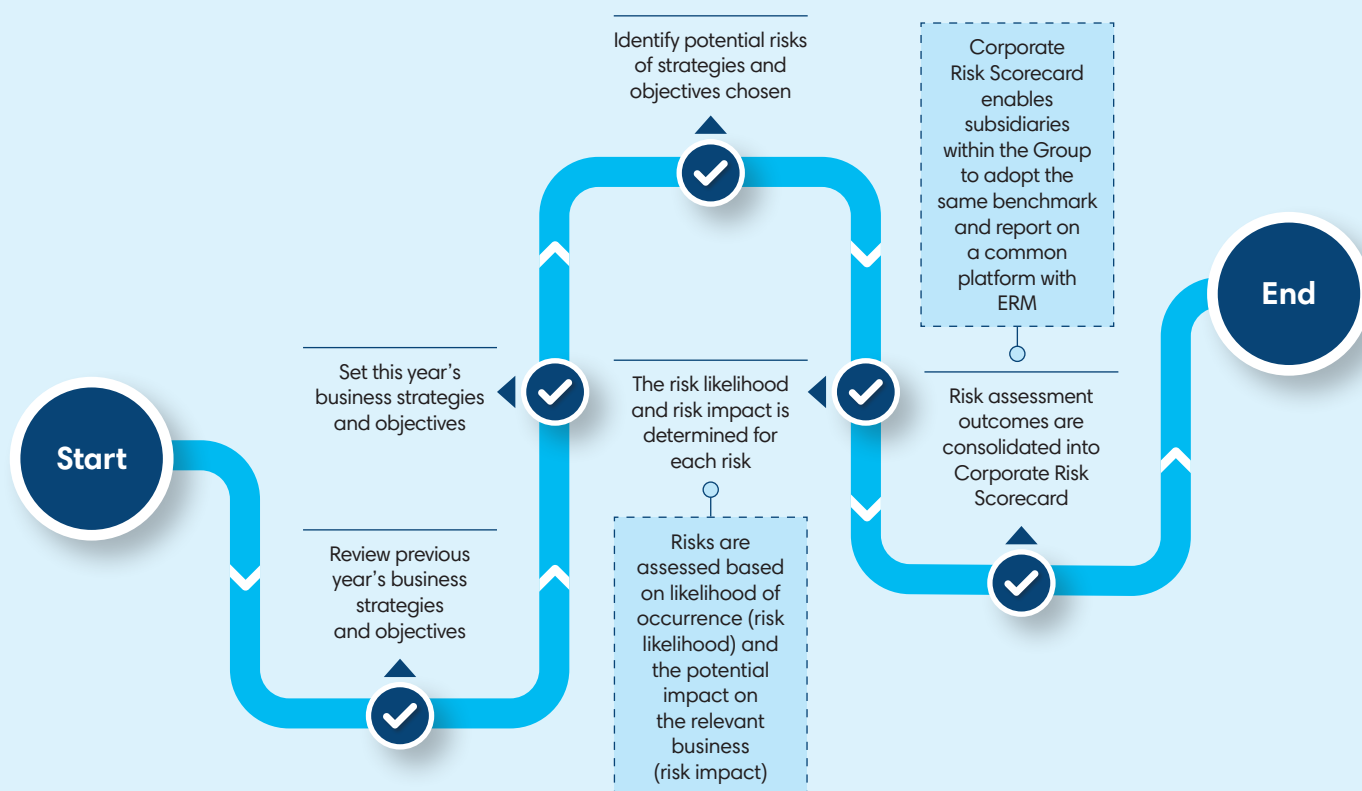 Start
Review previous
year's business
strategies
and objectives
Set this year's
business strategies
and objectives
Identify potential risks
of strategies and
objectives chosen
The risk likelihood
and risk impact is
determined for
each risk
Risks are
assessed based
on likelihood of
occurrence (risk
likelihood) and
the potential
impact on
the relevant
business
(risk impact)
Risk assessment
outcomes are
consolidated into
Corporate Risk
Scorecard
Corporate
Risk Scorecard
enables
subsidiaries
within the Group
to adopt the
same benchmark
and report on
a common
platform with
ERM
End